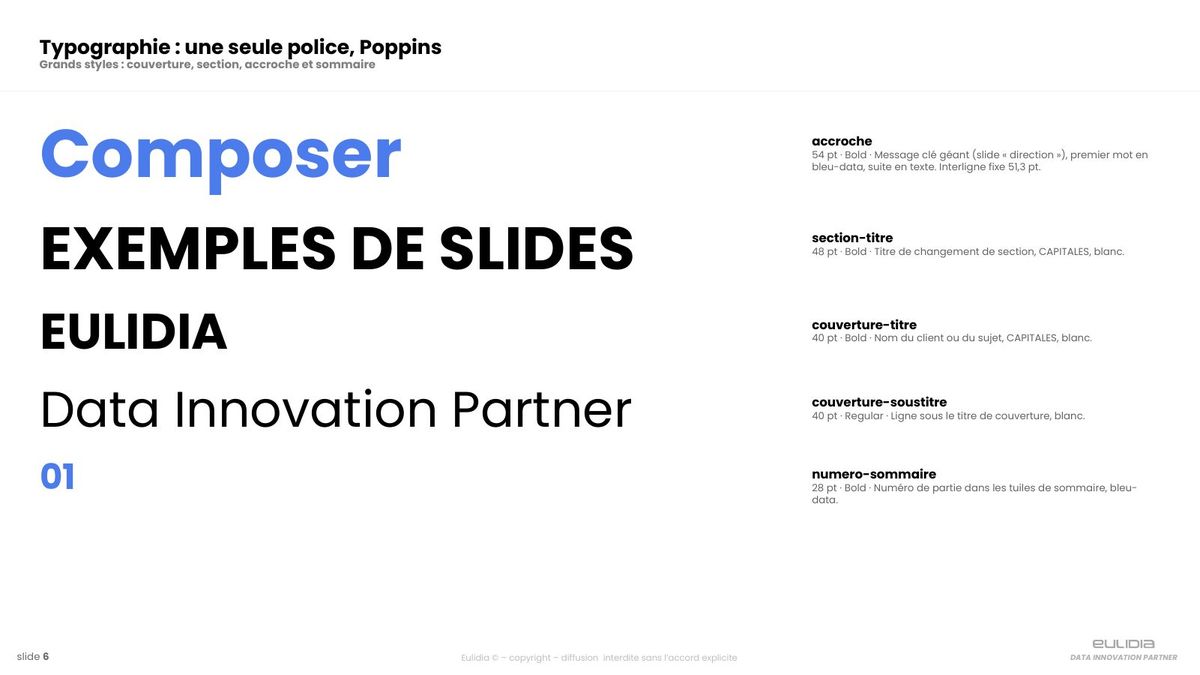 Typographie : une seule police, Poppins
Grands styles : couverture, section, accroche et sommaire
Composer
accroche
54 pt · Bold · Message clé géant (slide « direction »), premier mot en
bleu-data, suite en texte. Interligne fixe 51,3 pt.
EXEMPLES DE SLIDES
section-titre
48 pt · Bold · Titre de changement de section, CAPITALES, blanc.
EULIDIA
couverture-titre
40 pt · Bold · Nom du client ou du sujet, CAPITALES, blanc.
Data Innovation Partner
couverture-soustitre
40 pt · Regular · Ligne sous le titre de couverture, blanc.
01
numero-sommaire
28 pt · Bold · Numéro de partie dans les tuiles de sommaire, bleu-
data.
slide 6
Eulidia © – copyright – diffusion interdite sans l'accord explicite
eulidia
DATA INNOVATION PARTNER